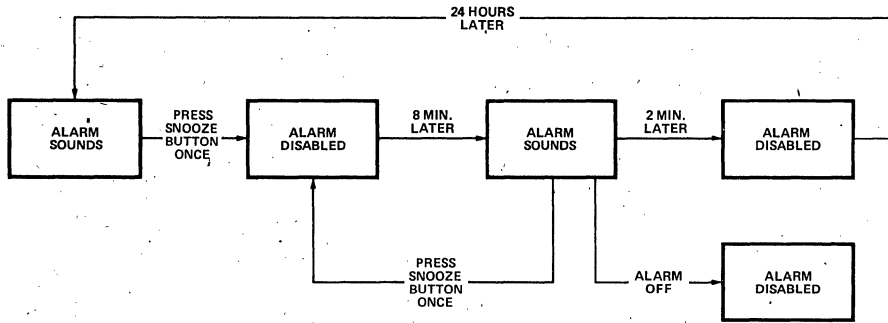 24 HOURS
LATER
ALARM
SOUNDS
PRESS
SNOOZE
BUTTON
ONCE
ALARM
DISABLED
8 MIN.
LATER
ALARM
SOUNDS
2 MIN.
LATER
ALARM
DISABLED
PRESS
SNOOZE
BUTTON
ONCE
ALARM
OFF
ALARM
DISABLED